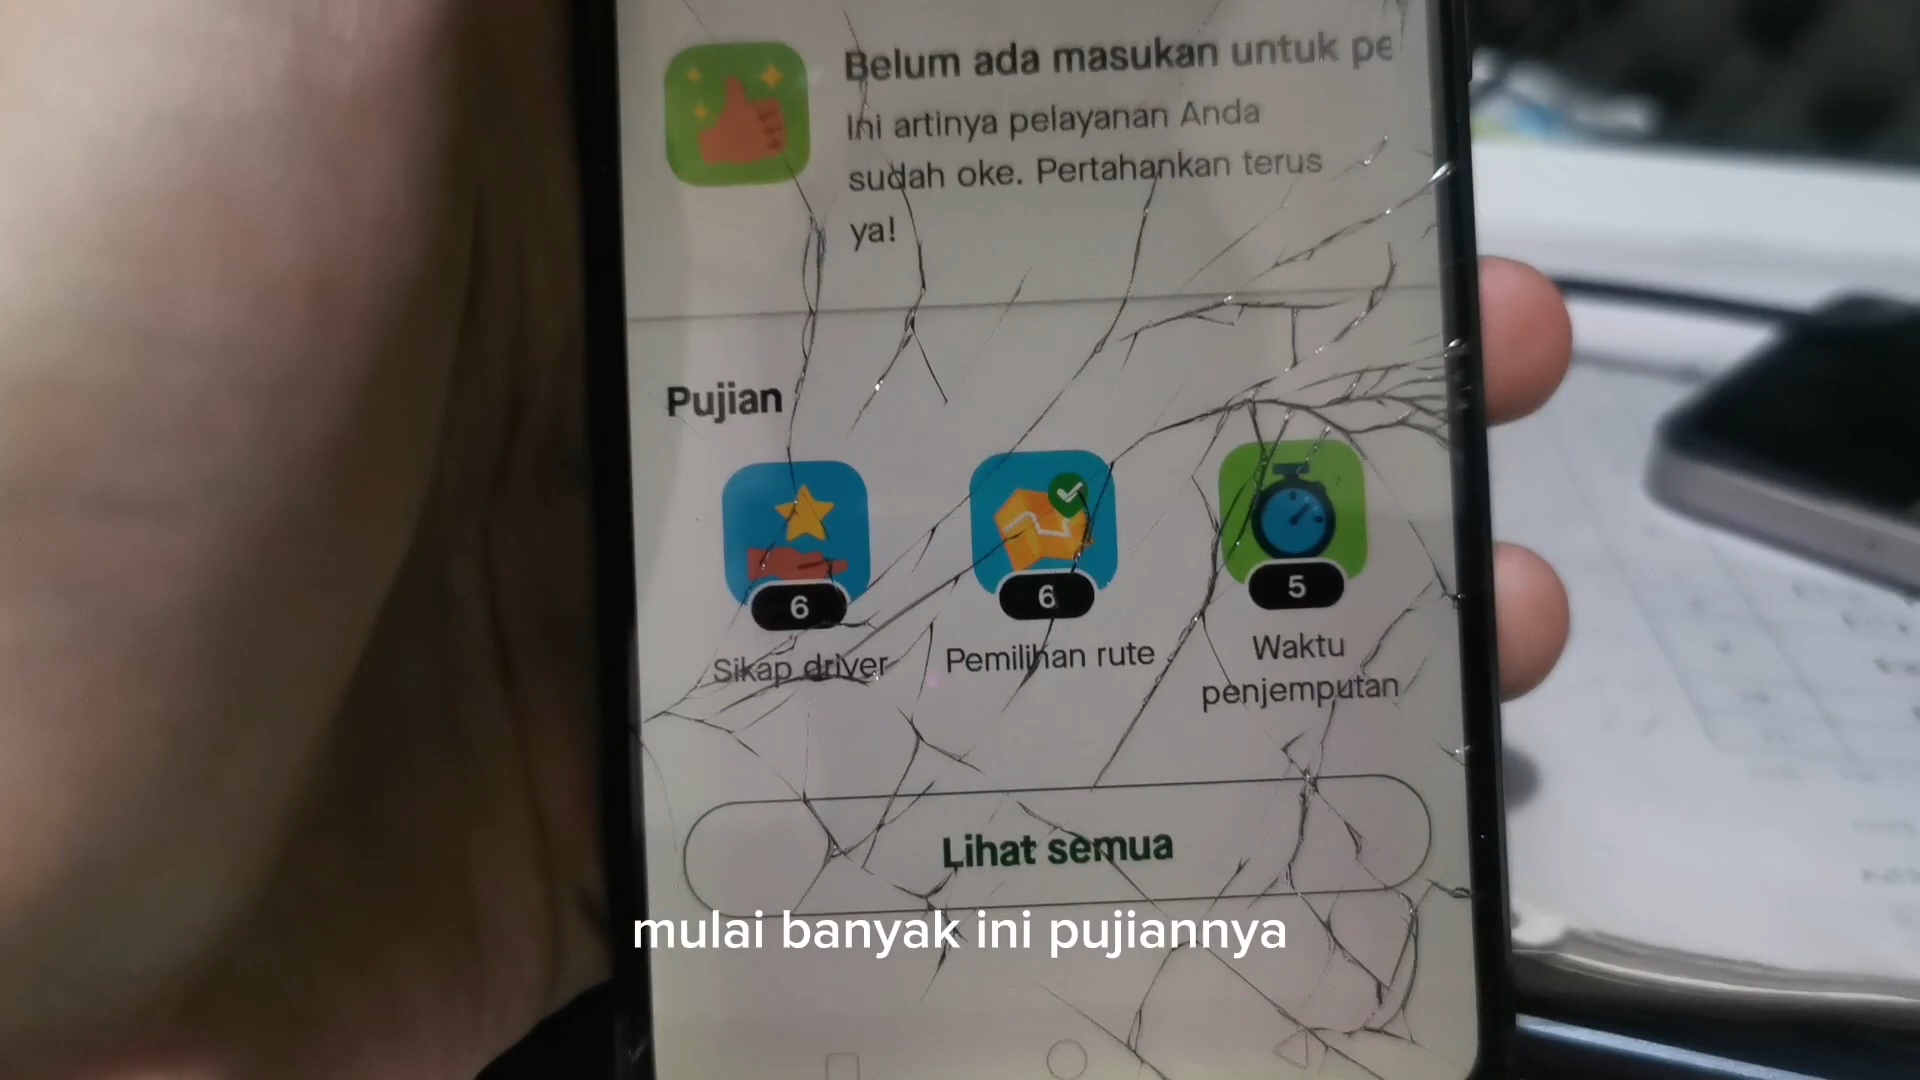 Belum ada masukan untuk pe
Ini artinya pelayanan Anda
sudah oke. Pertahankan terus
ya!
Pujian
6
6
5
Sikap driver
Pemilihan rute
Waktu
penjemputan
Lihat semua
mulai banyak ini pujiannya